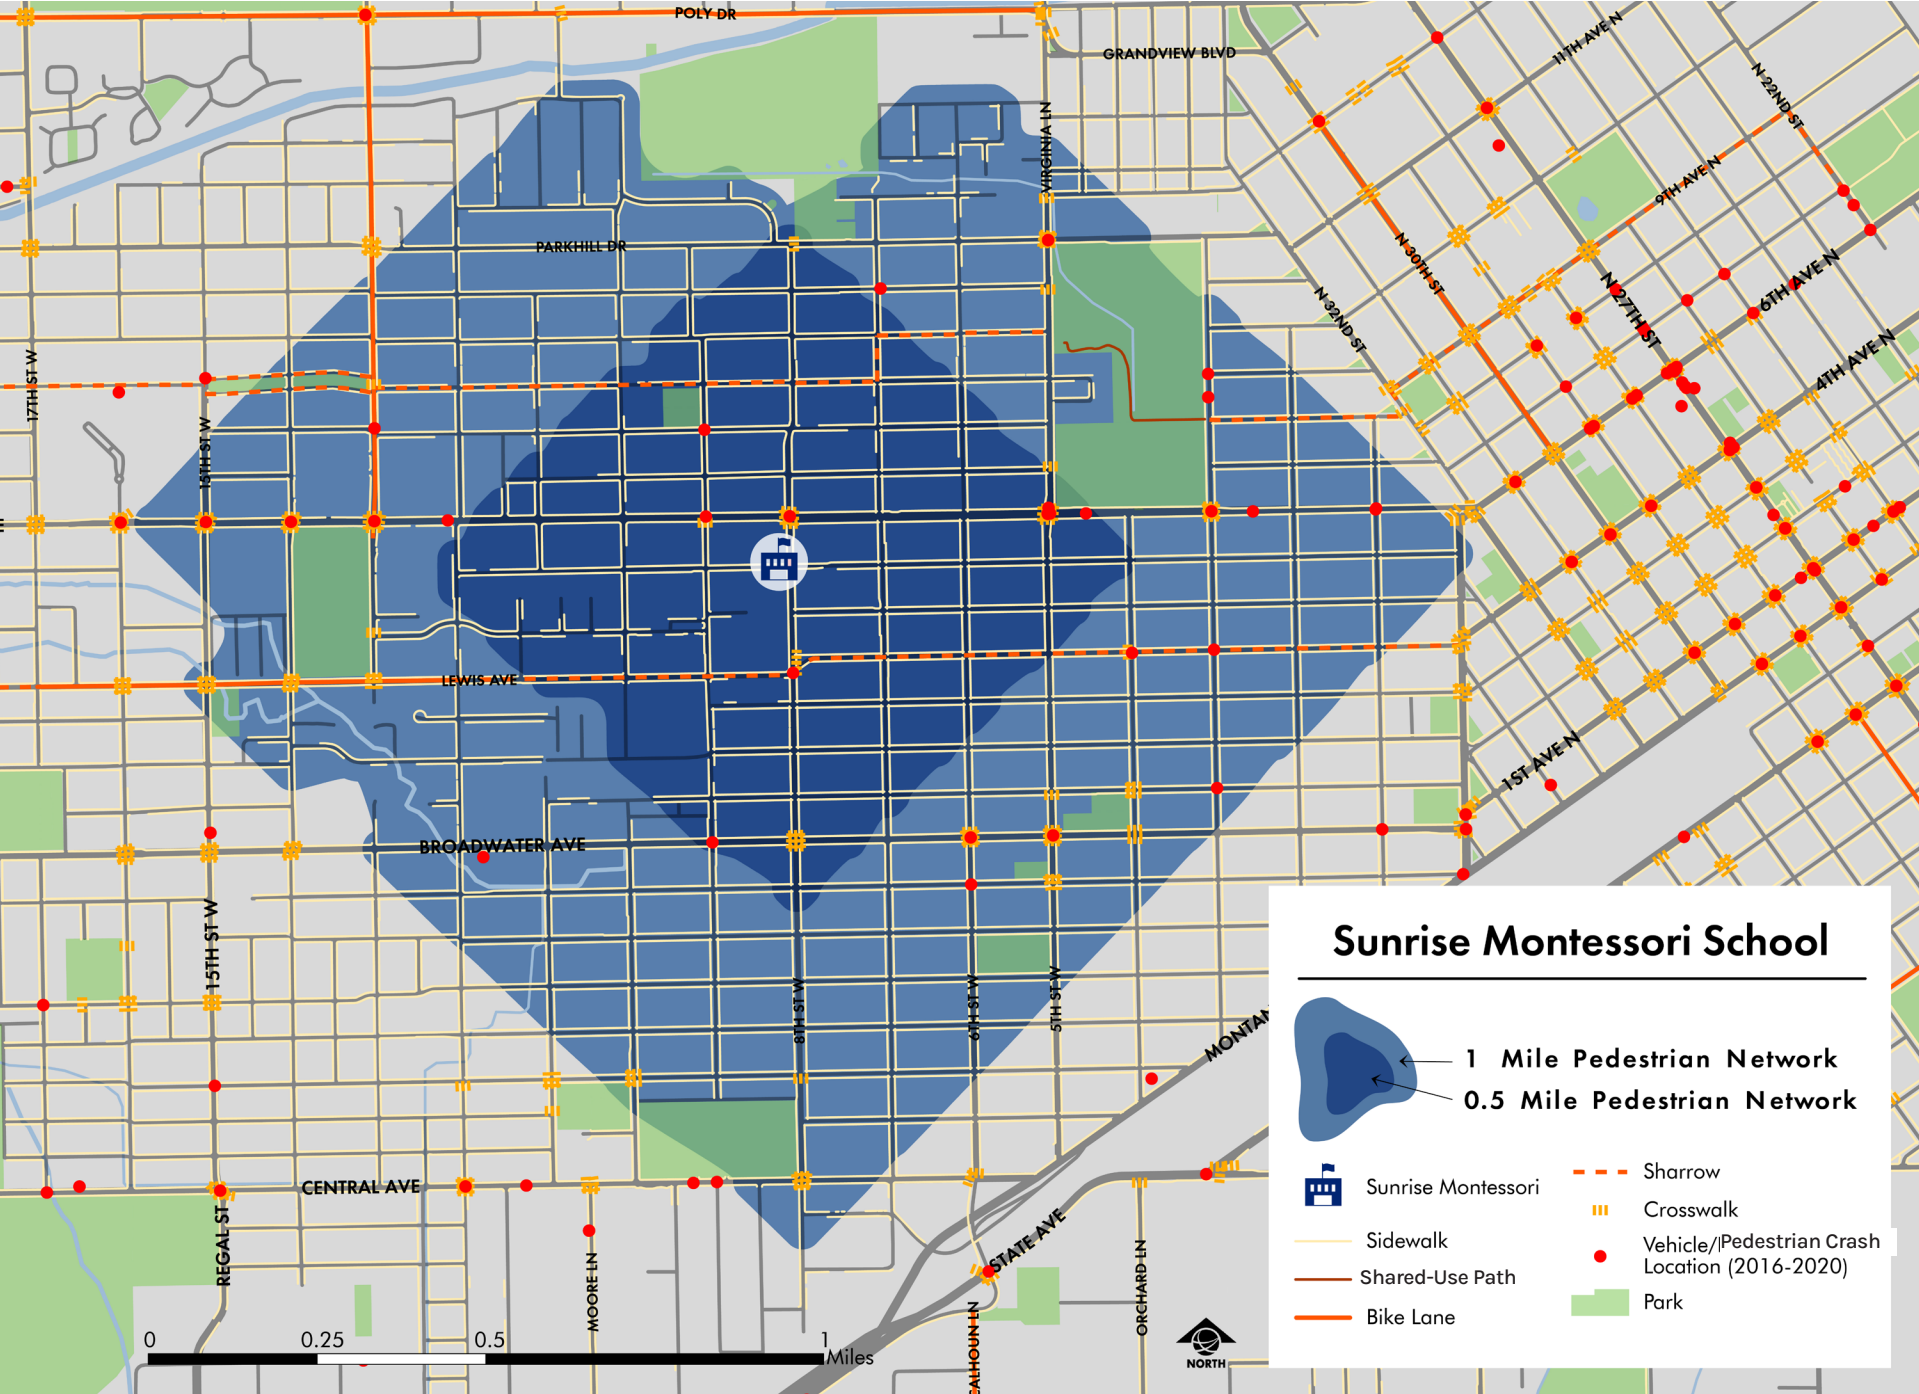 POLY DR
GRANDVIEW BLVD
11TH AVE N
N 22ND ST
VIRGINIA LN
9TH AVE N
PARKHILL DR
N 30TH ST
N 32ND ST
N 27TH ST
6TH AVE N
4TH AVE N
17TH ST W
15TH ST W
LEWIS AVE
1ST AVE N
BROADWATER AVE
15TH ST W
8TH ST W
6TH ST W
5TH ST W
MONTAN
CENTRAL AVE
REGAL ST
MOORE LN
STATE AVE
ORCHARD LN
CALHOUN LN
0 0.25 0.5 1
Miles
NORTH
Sunrise Montessori School
1 Mile Pedestrian Network
0.5 Mile Pedestrian Network
Sunrise Montessori
Sidewalk
Shared-Use Path
Bike Lane
Sharrow
Crosswalk
Vehicle/Pedestrian Crash
Location (2016-2020)
Park